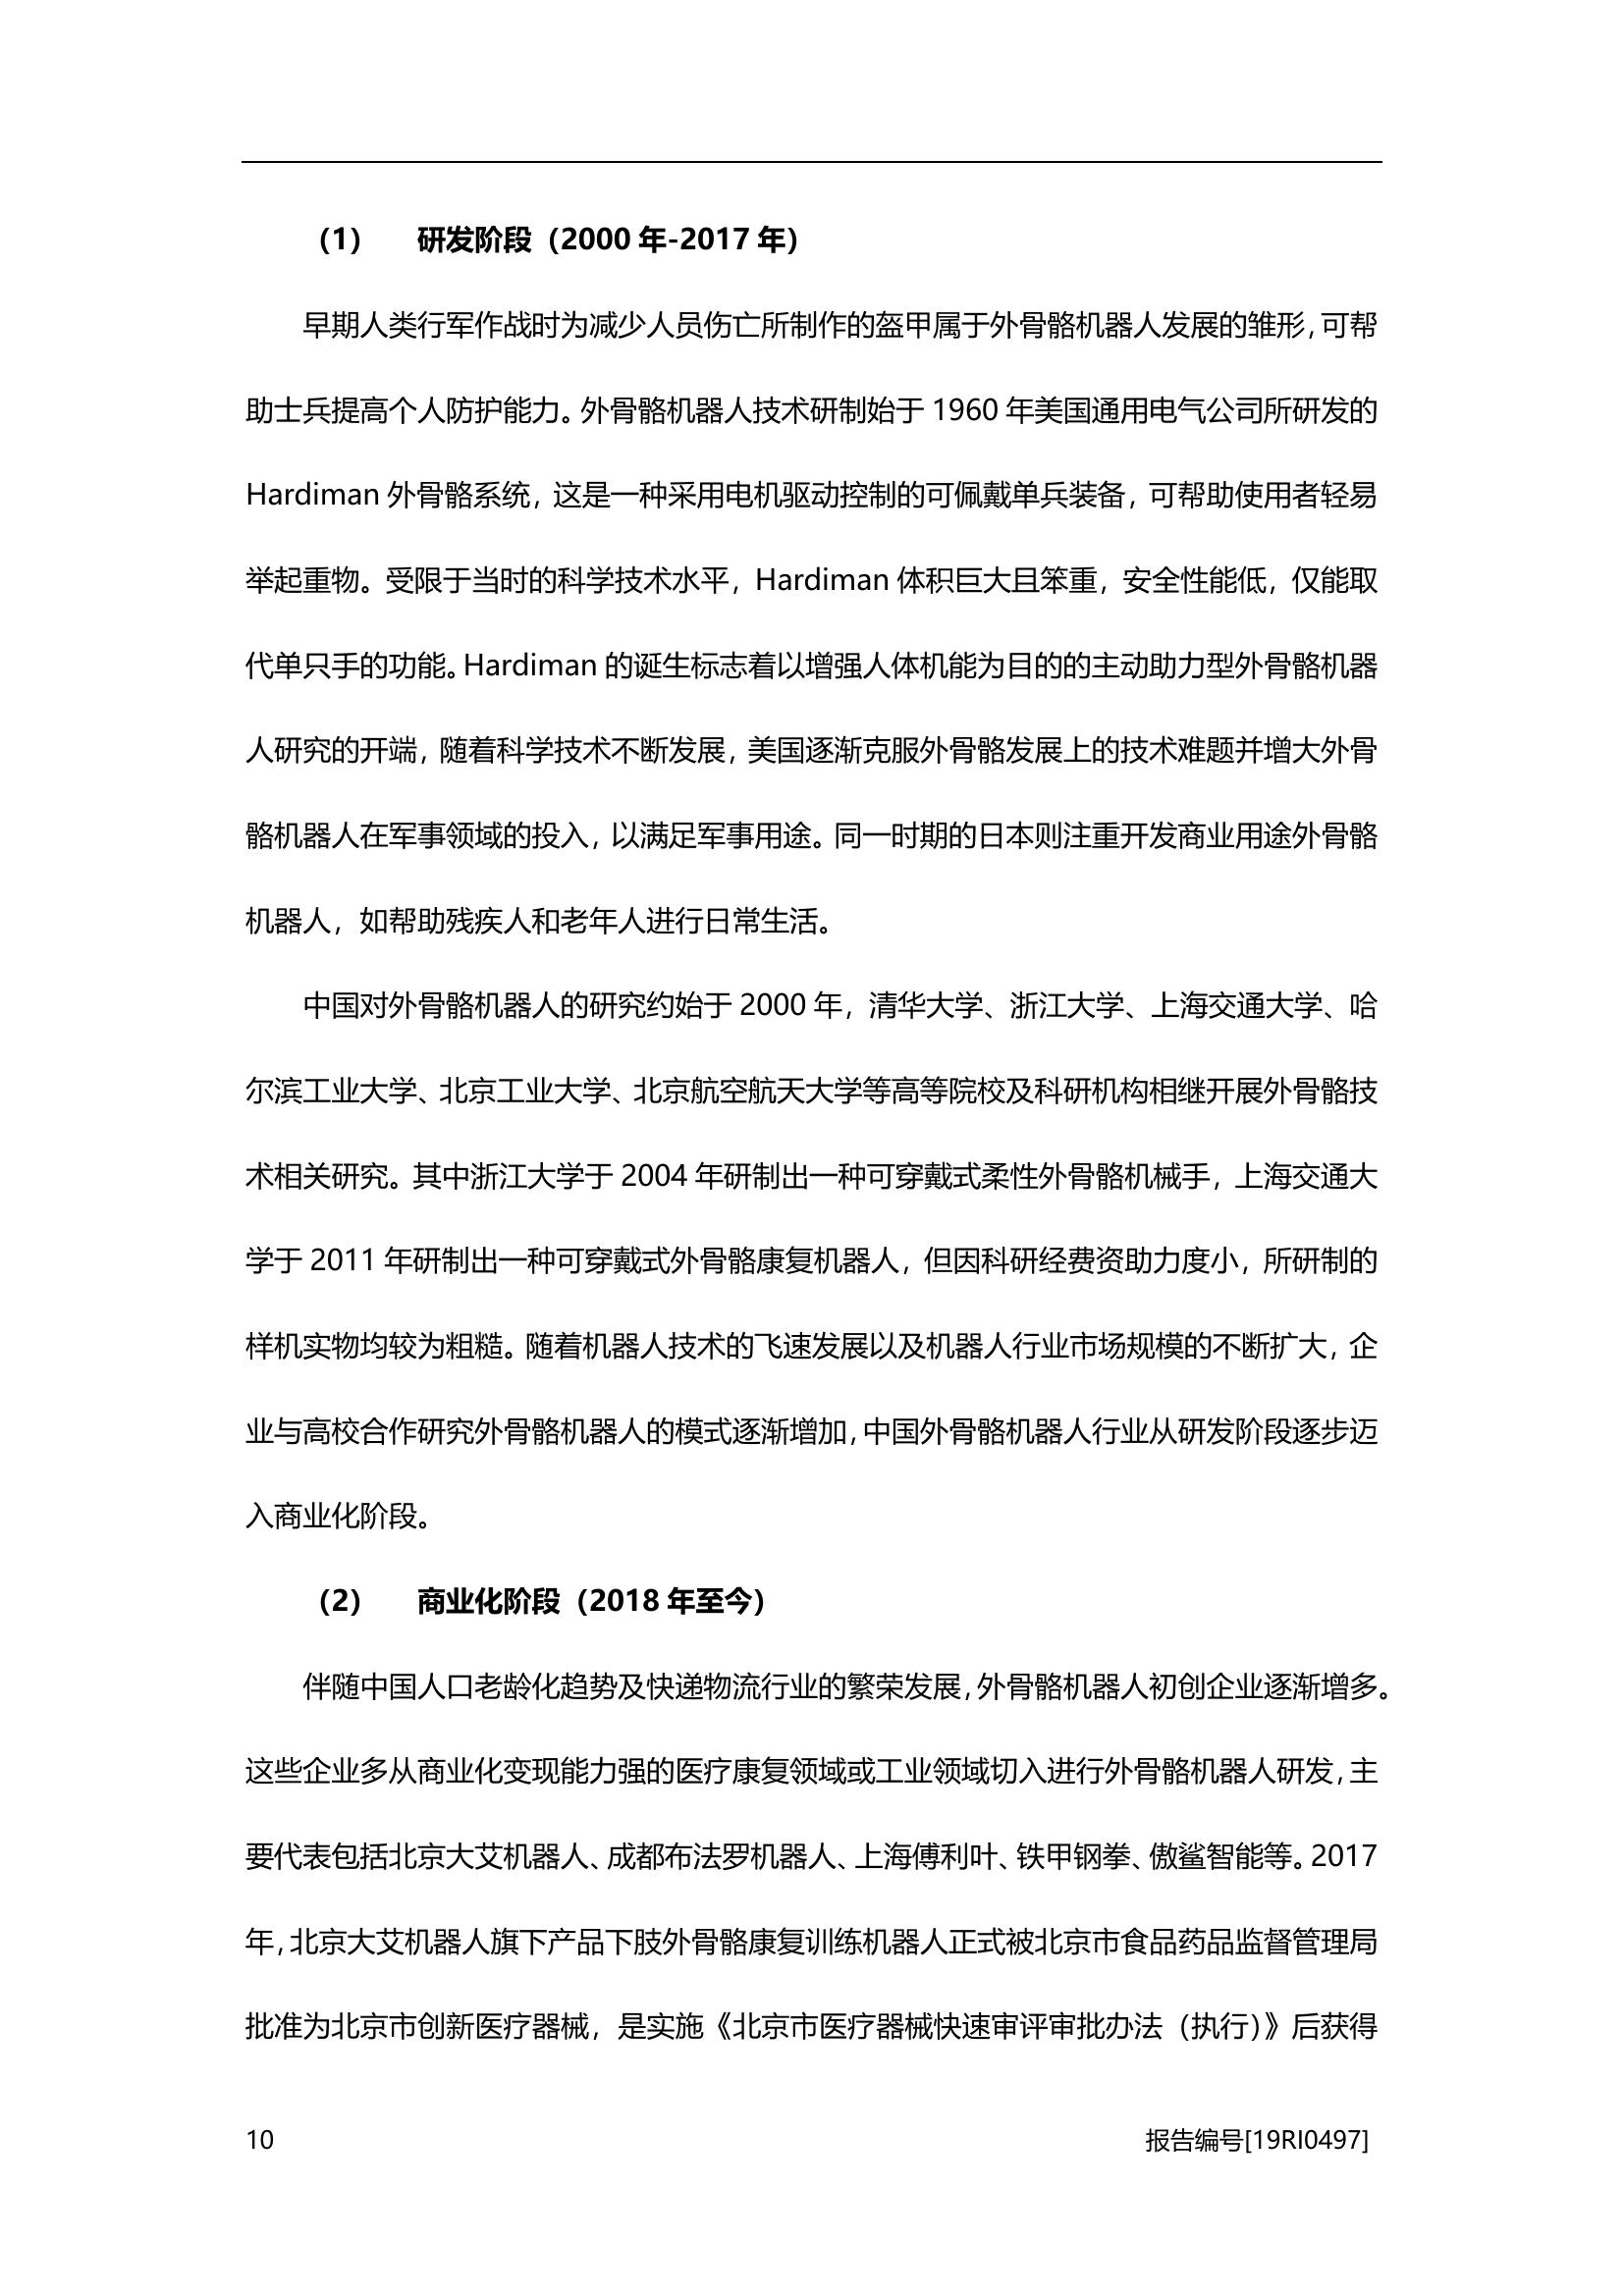 （1） 研发阶段（2000 年-2017 年）
早期人类行军作战时为减少人员伤亡所制作的盔甲属于外骨骼机器人发展的雏形，可帮
助士兵提高个人防护能力。外骨骼机器人技术研制始于 1960 年美国通用电气公司所研发的
Hardiman 外骨骼系统，这是一种采用电机驱动控制的可佩戴单兵装备，可帮助使用者轻易
举起重物。受限于当时的科学技术水平，Hardiman 体积巨大且笨重，安全性能低，仅能取
代单只手的功能。Hardiman 的诞生标志着以增强人体机能为目的的主动助力型外骨骼机器
人研究的开端，随着科学技术不断发展，美国逐渐克服外骨骼发展上的技术难题并增大外骨
骼机器人在军事领域的投入，以满足军事用途。同一时期的日本则注重开发商业用途外骨骼
机器人，如帮助残疾人和老年人进行日常生活。
中国对外骨骼机器人的研究约始于 2000 年，清华大学、浙江大学、上海交通大学、哈
尔滨工业大学、北京工业大学、北京航空航天大学等高等院校及科研机构相继开展外骨骼技
术相关研究。其中浙江大学于 2004 年研制出一种可穿戴式柔性外骨骼机械手，上海交通大
学于 2011 年研制出一种可穿戴式外骨骼康复机器人，但因科研经费资助力度小，所研制的
样机实物均较为粗糙。随着机器人技术的飞速发展以及机器人行业市场规模的不断扩大，企
业与高校合作研究外骨骼机器人的模式逐渐增加，中国外骨骼机器人行业从研发阶段逐步迈
入商业化阶段。
（2） 商业化阶段（2018 年至今）
伴随中国人口老龄化趋势及快递物流行业的繁荣发展，外骨骼机器人初创企业逐渐增多。
这些企业多从商业化变现能力强的医疗康复领域或工业领域切入进行外骨骼机器人研发，主
要代表包括北京大艾机器人、成都布法罗机器人、上海傅利叶、铁甲钢拳、傲鲨智能等。2017
年，北京大艾机器人旗下产品下肢外骨骼康复训练机器人正式被北京市食品药品监督管理局
批准为北京市创新医疗器械，是实施《北京市医疗器械快速审评审批办法（执行）》后获得
10 报告编号[19RI0497]